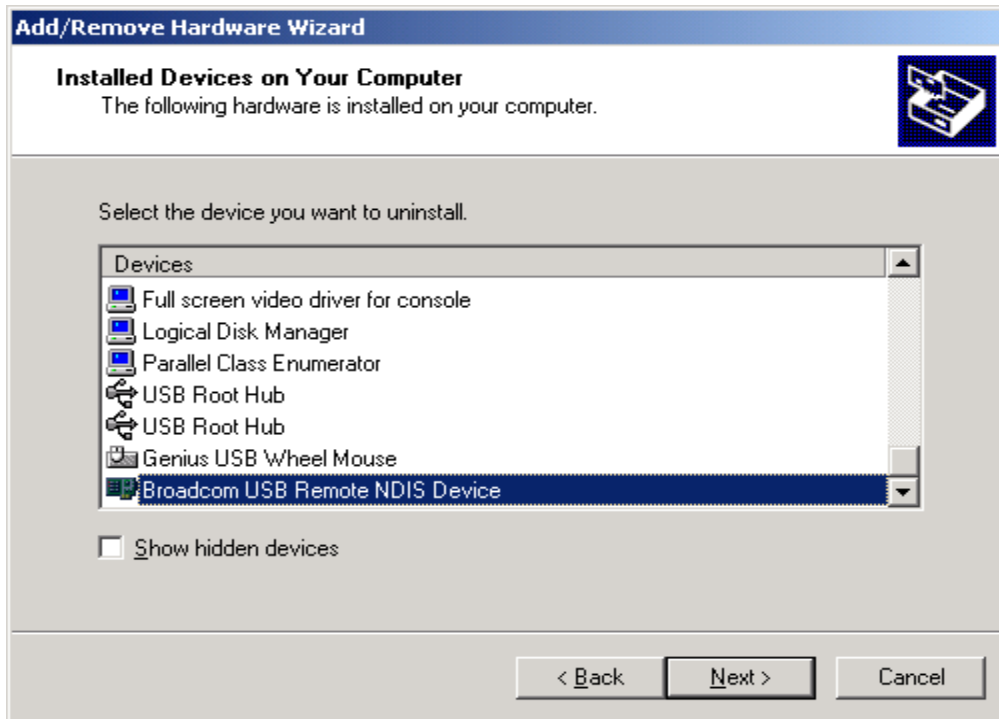 Add/Remove Hardware Wizard
Installed Devices on Your Computer
The following hardware is installed on your computer.
Select the device you want to uninstall.
Devices
Full screen video driver for console
Logical Disk Manager
Parallel Class Enumerator
USB Root Hub
USB Root Hub
Genius USB Wheel Mouse
Broadcom USB Remote NDIS Device
Show hidden devices
< Back Next > Cancel